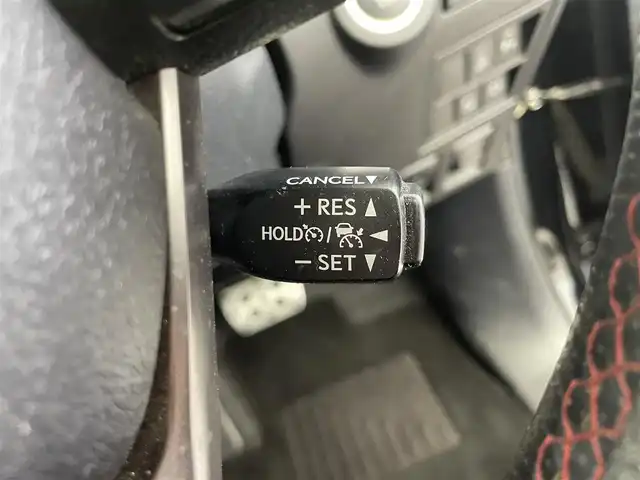 CANCEL▼
+ RES ▲
HOLD / ◀
- SET ▼